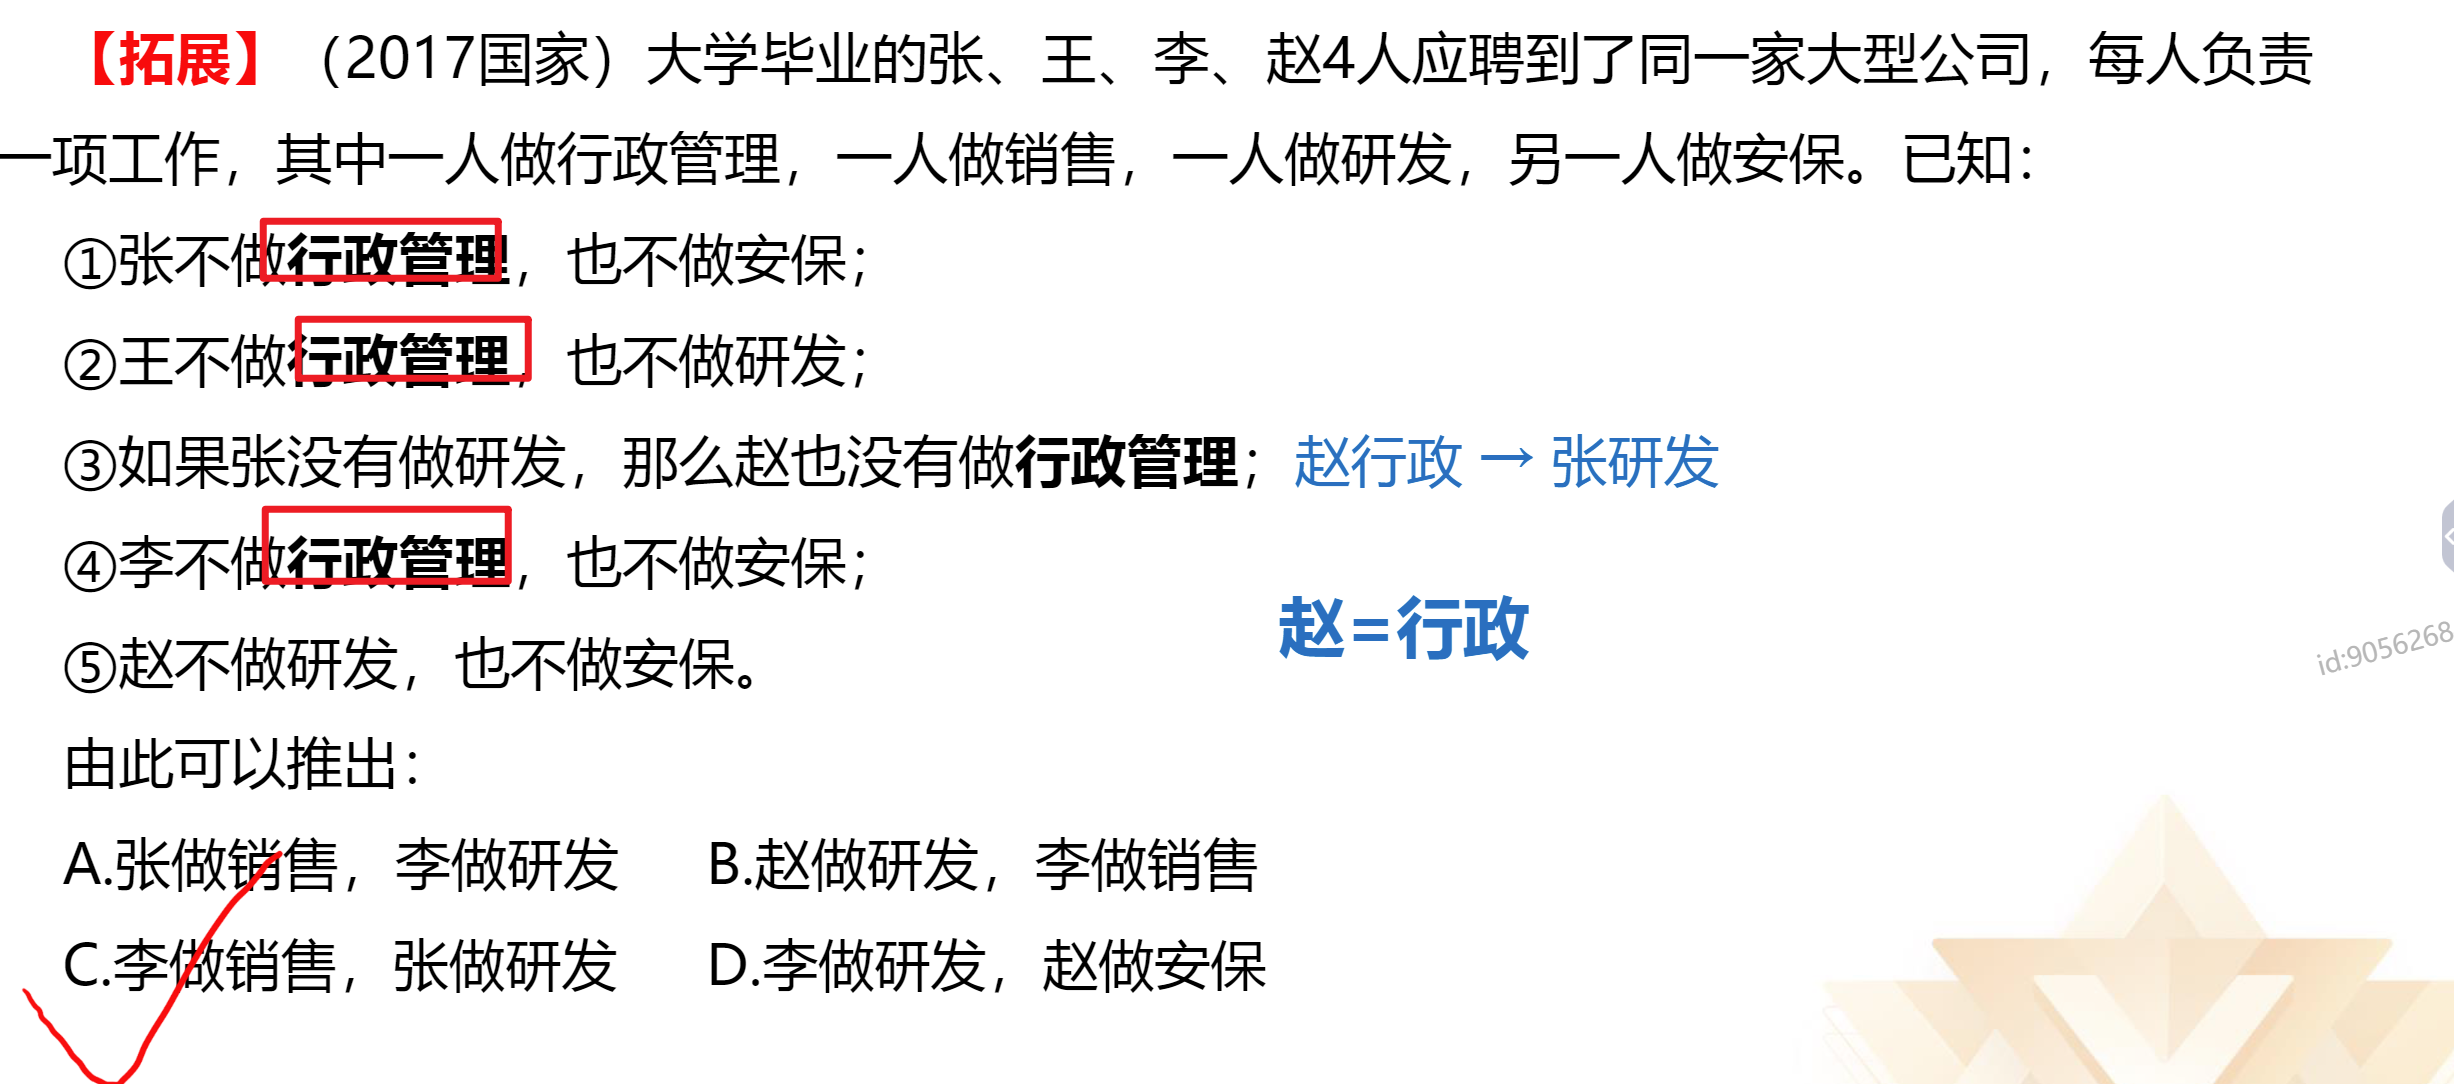 【拓展】（2017国家）大学毕业的张、王、李、赵4人应聘到了同一家大型公司，每人负责
一项工作，其中一人做行政管理，一人做销售，一人做研发，另一人做安保。已知：
①张不做行政管理，也不做安保；
②王不做行政管理，也不做研发；
③如果张没有做研发，那么赵也没有做行政管理；赵行政→张研发
④李不做行政管理，也不做安保；
赵=行政
⑤赵不做研发，也不做安保。
id:9056268
由此可以推出：
A.张做销售，李做研发 B.赵做研发，李做销售
C.李做销售，张做研发 D.李做研发，赵做安保